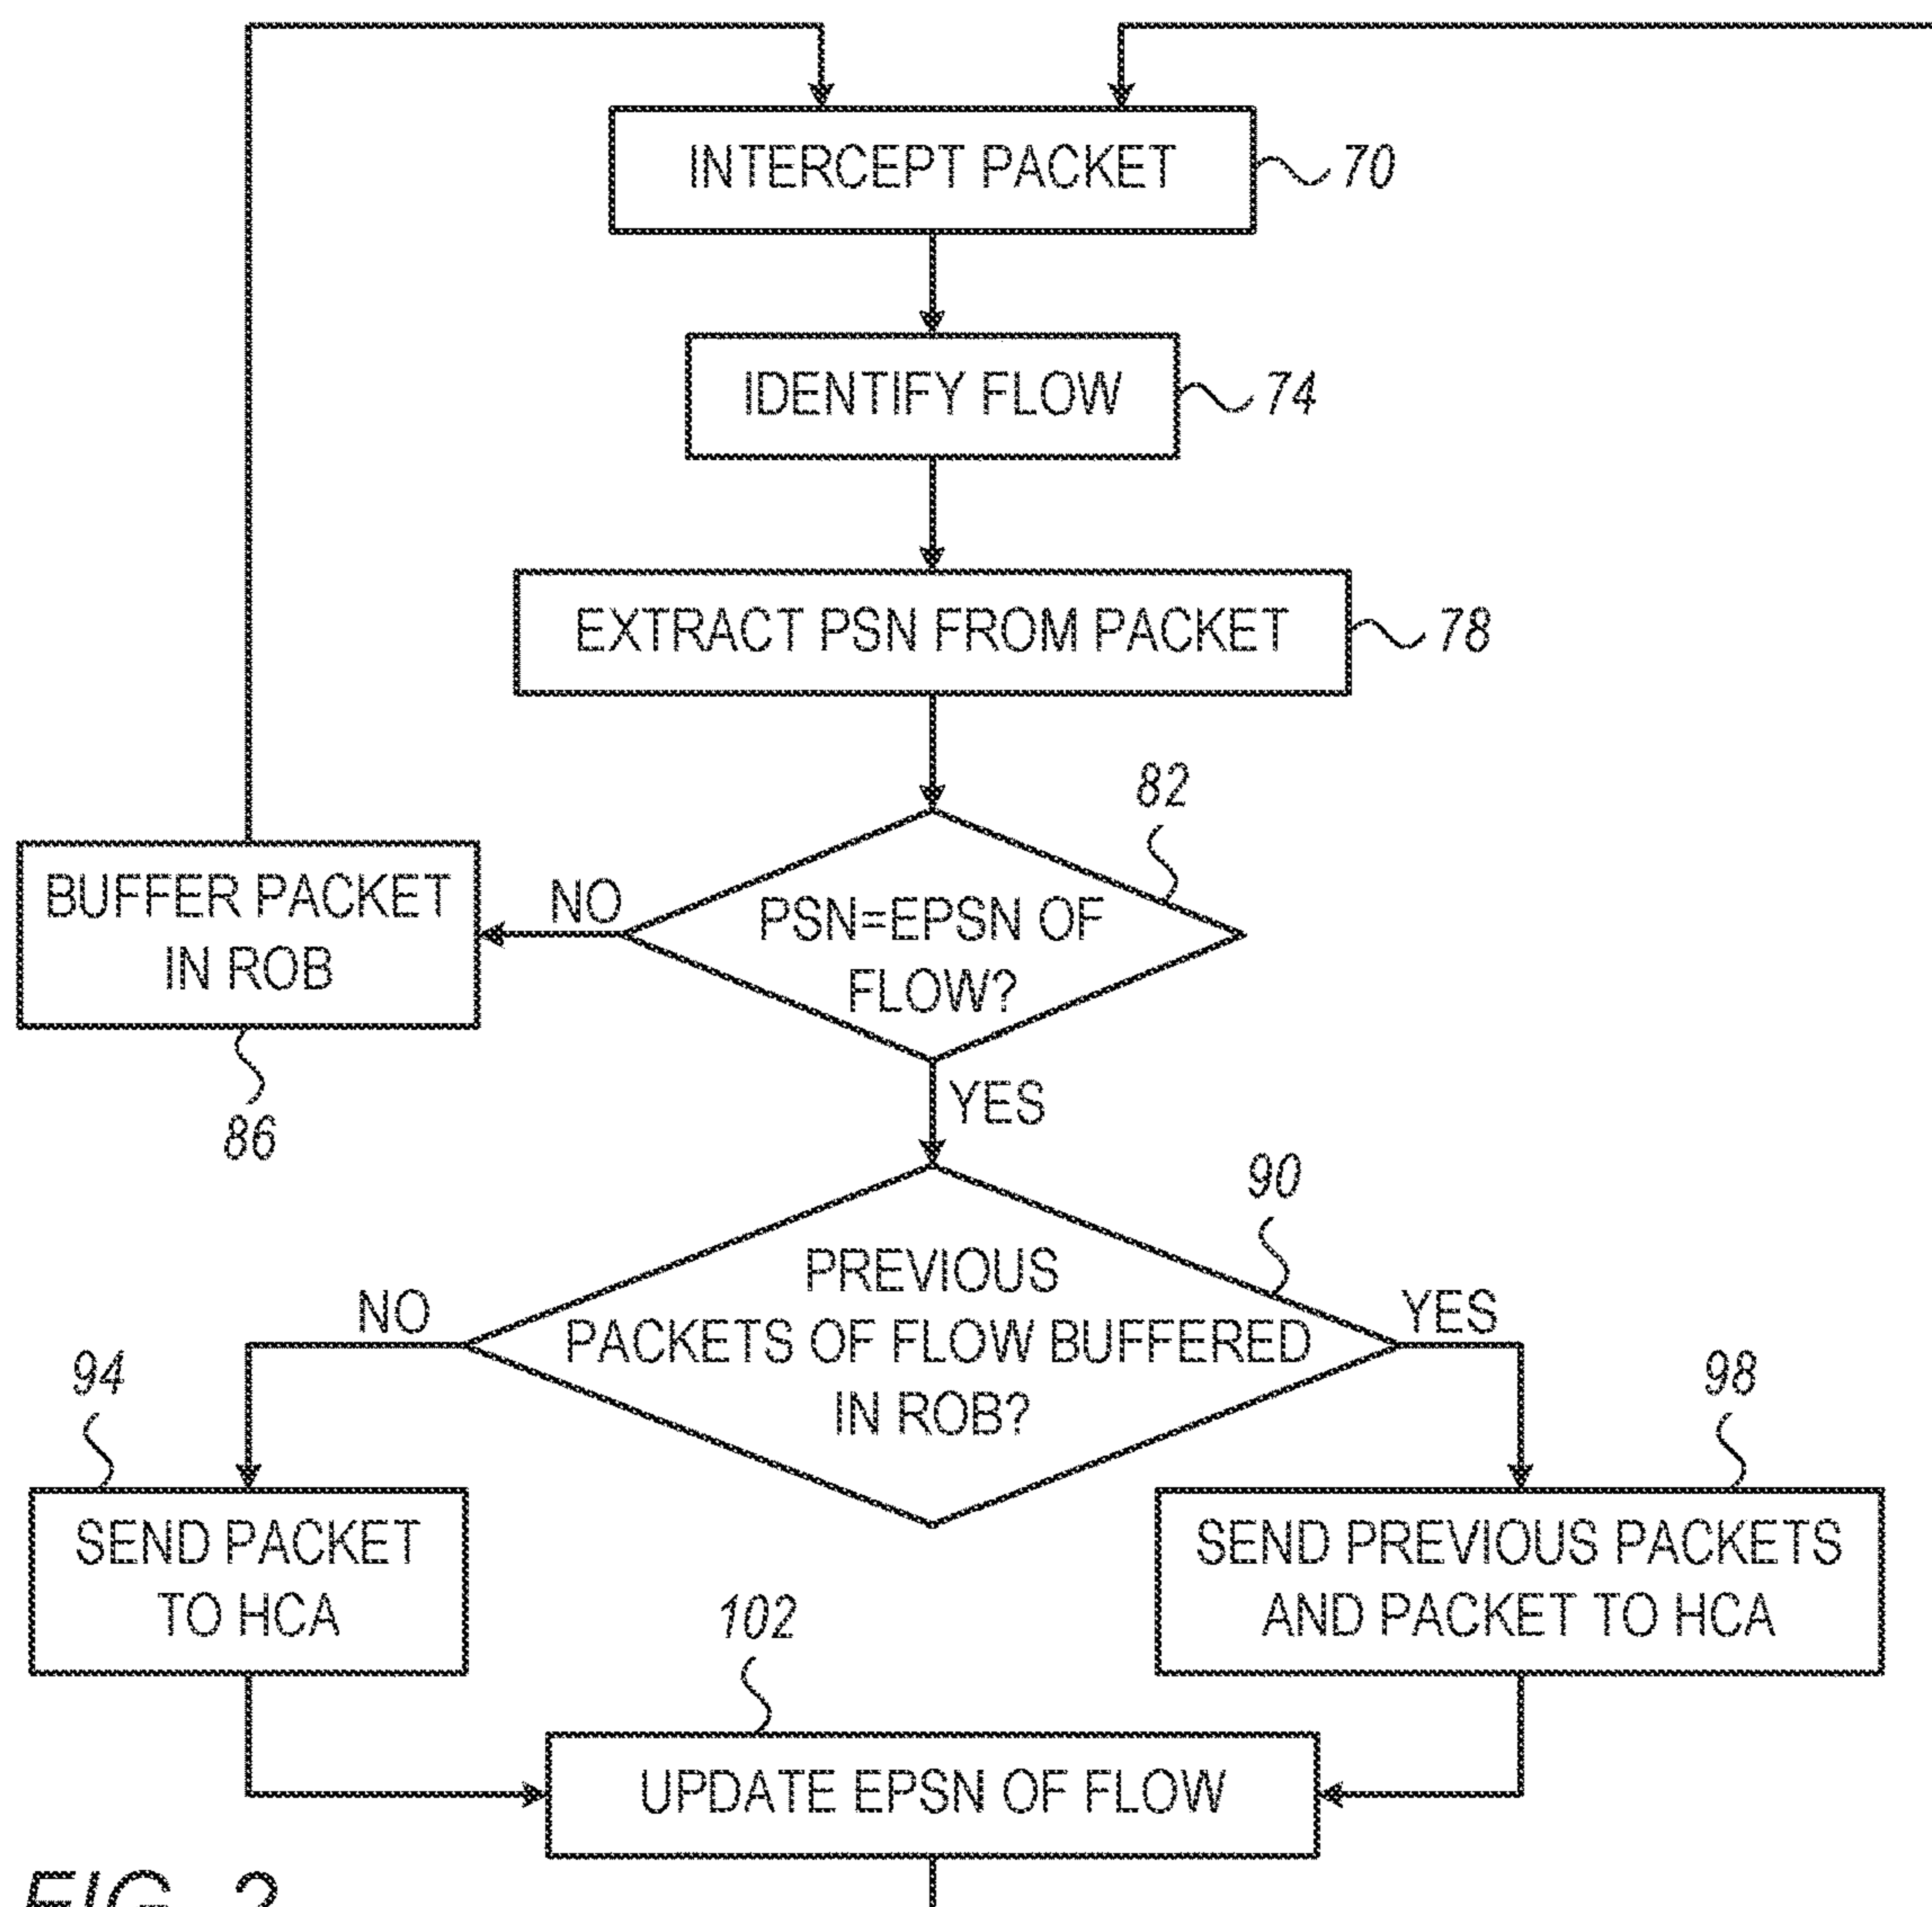 INTERCEPT PACKET
70
IDENTIFY FLOW
74
EXTRACT PSN FROM PACKET
78
82
PSN=EPSN OF
FLOW?
NO
BUFFER PACKET
IN ROB
86
YES
90
PREVIOUS
PACKETS OF FLOW BUFFERED
IN ROB?
NO
YES
94
SEND PACKET
TO HCA
98
SEND PREVIOUS PACKETS
AND PACKET TO HCA
102
UPDATE EPSN OF FLOW
FIG. 2